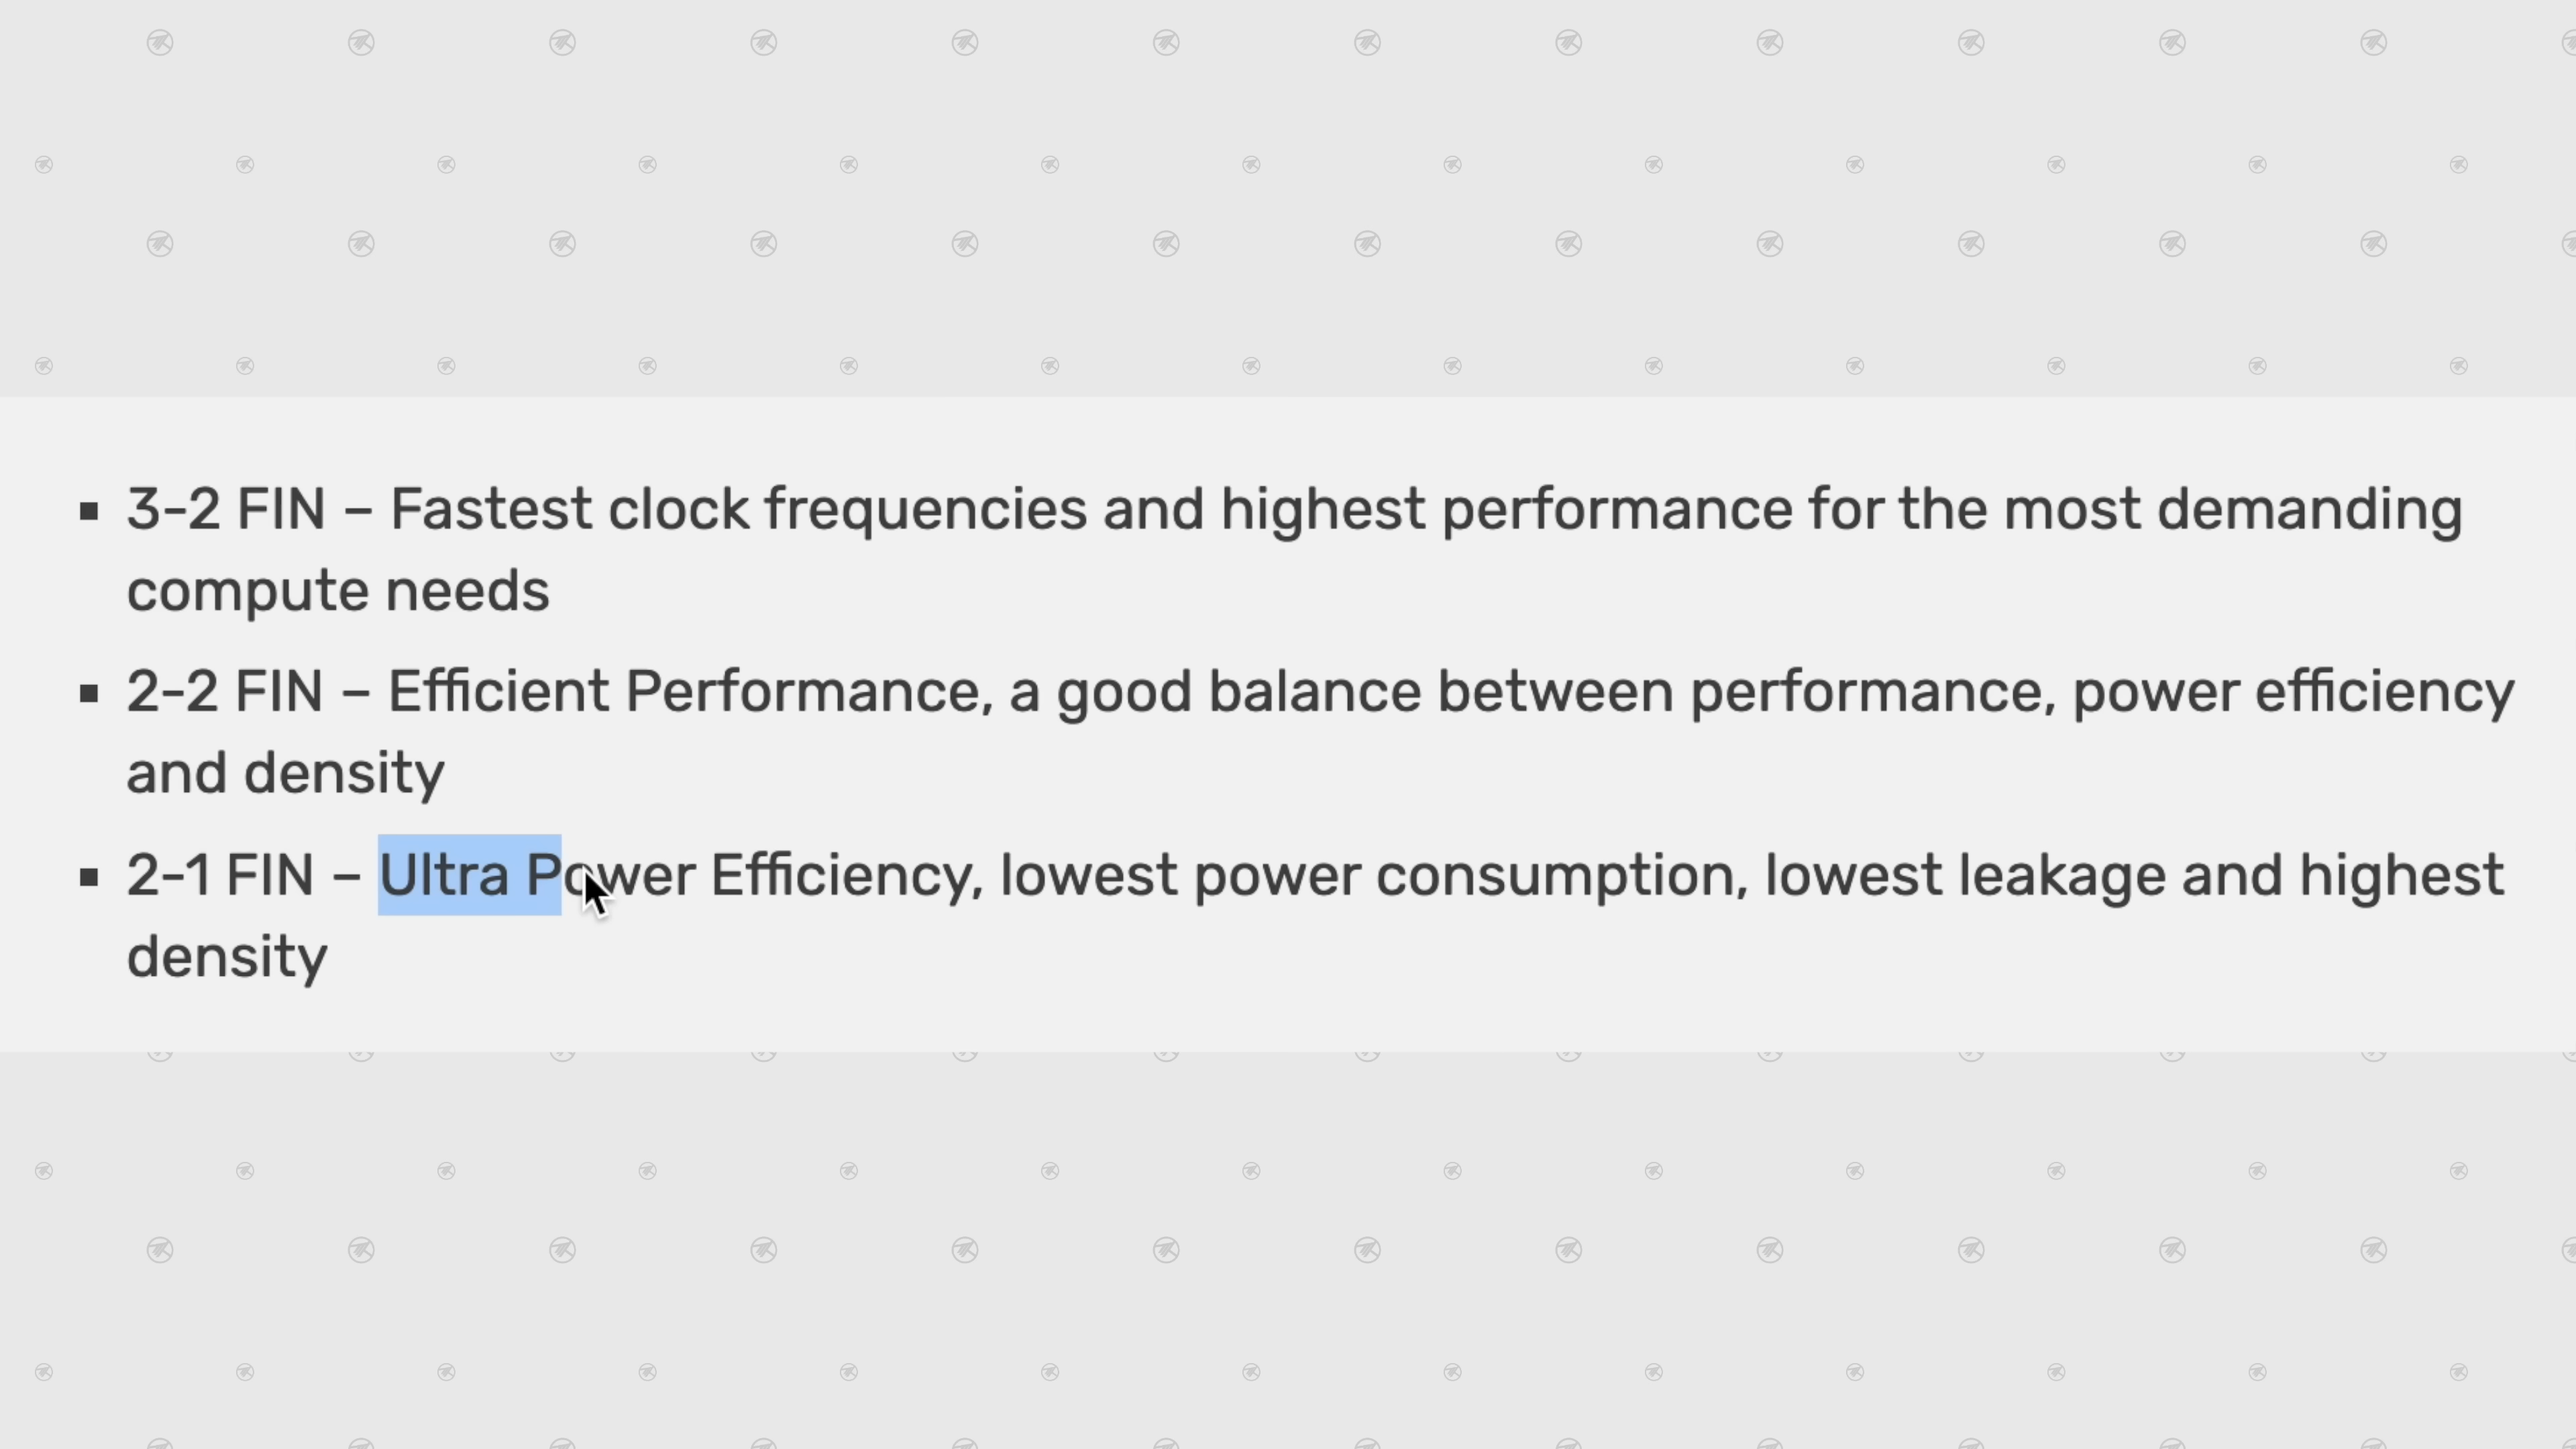 ▪ 3-2 FIN – Fastest clock frequencies and highest performance for the most demanding
compute needs
▪ 2-2 FIN – Efficient Performance, a good balance between performance, power efficiency
and density
▪ 2-1 FIN – Ultra Power Efficiency, lowest power consumption, lowest leakage and highest
density